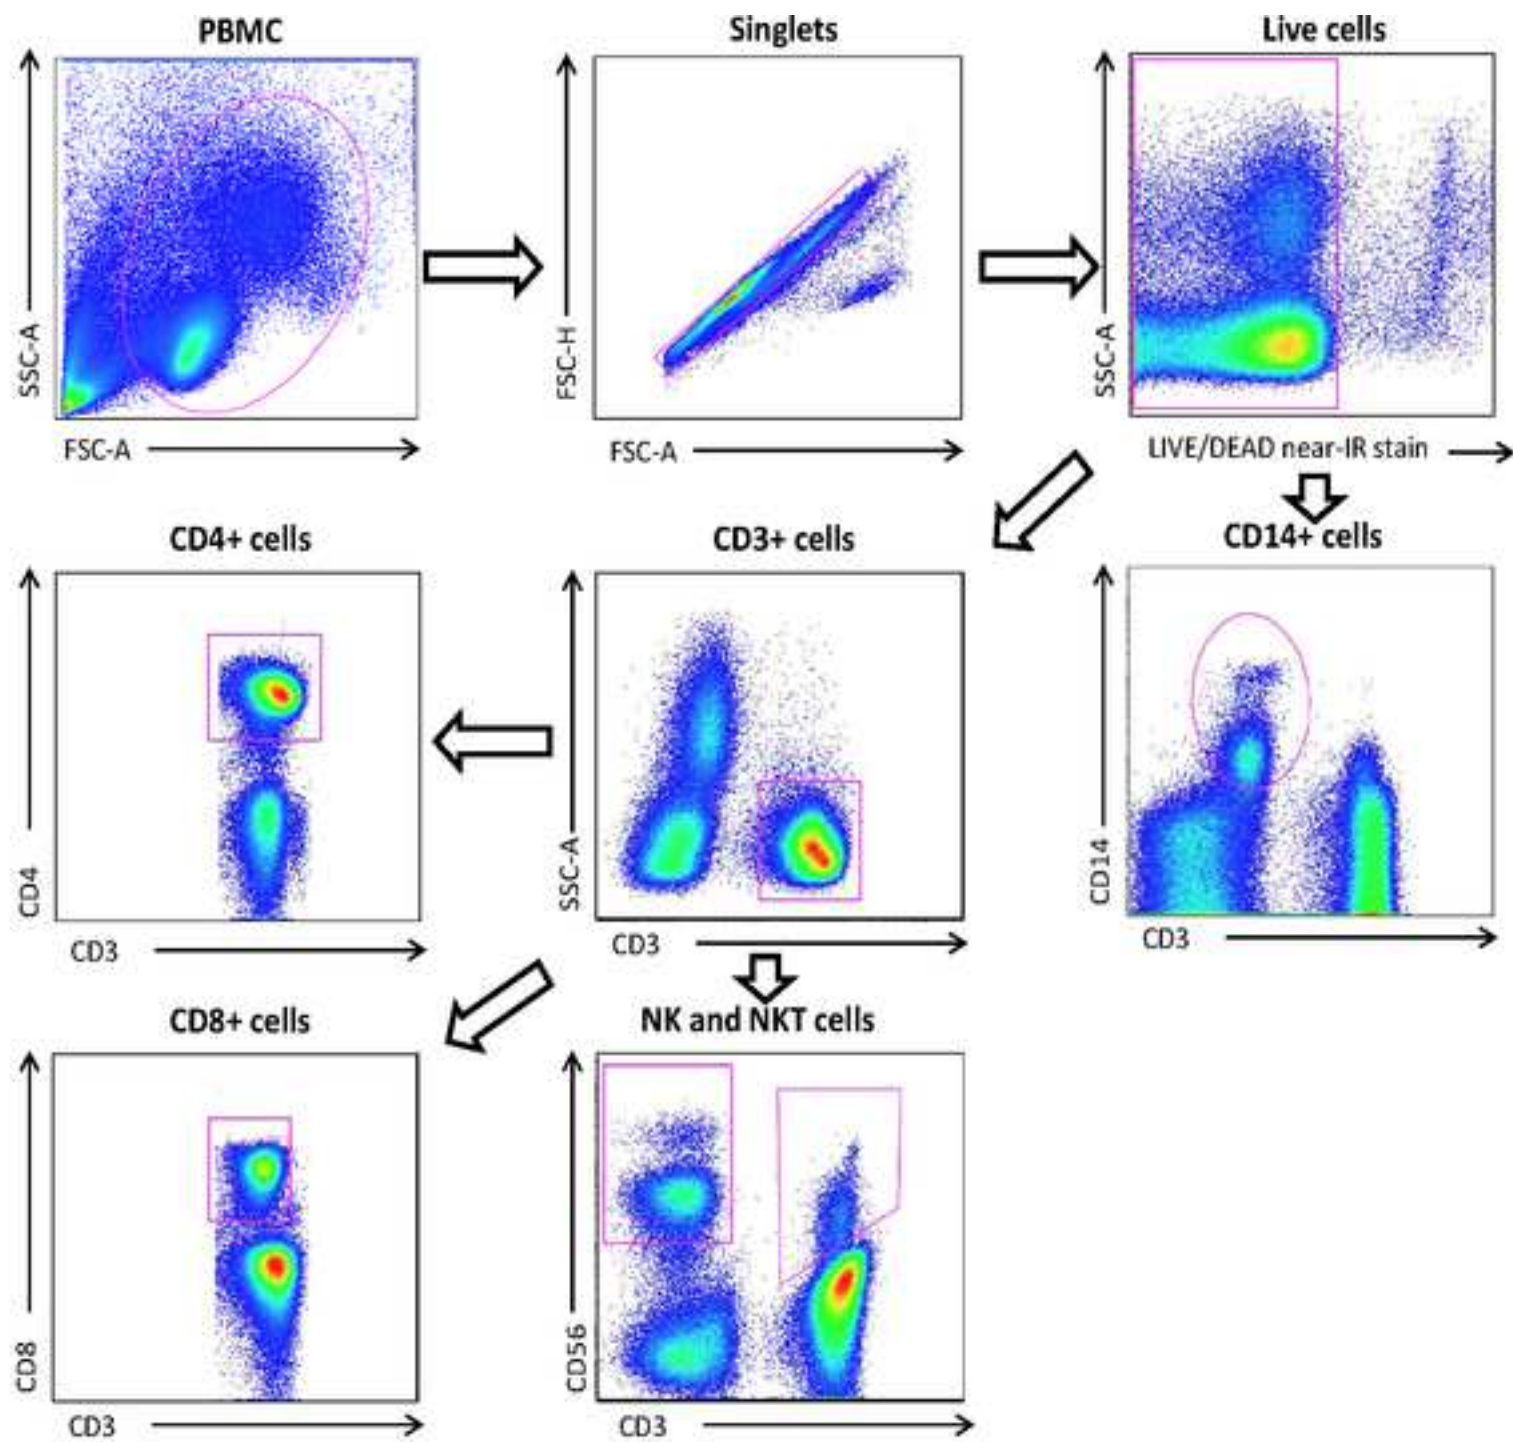 PBMC
SSC-A
FSC-A
Singlets
FSC-H
FSC-A
Live cells
SSC-A
LIVE/DEAD near-IR stain
CD4+ cells
CD4
CD3
CD3+ cells
SSC-A
CD3
CD14+ cells
CD14
CD3
CD8+ cells
CD8
CD3
NK and NKT cells
CD56
CD3